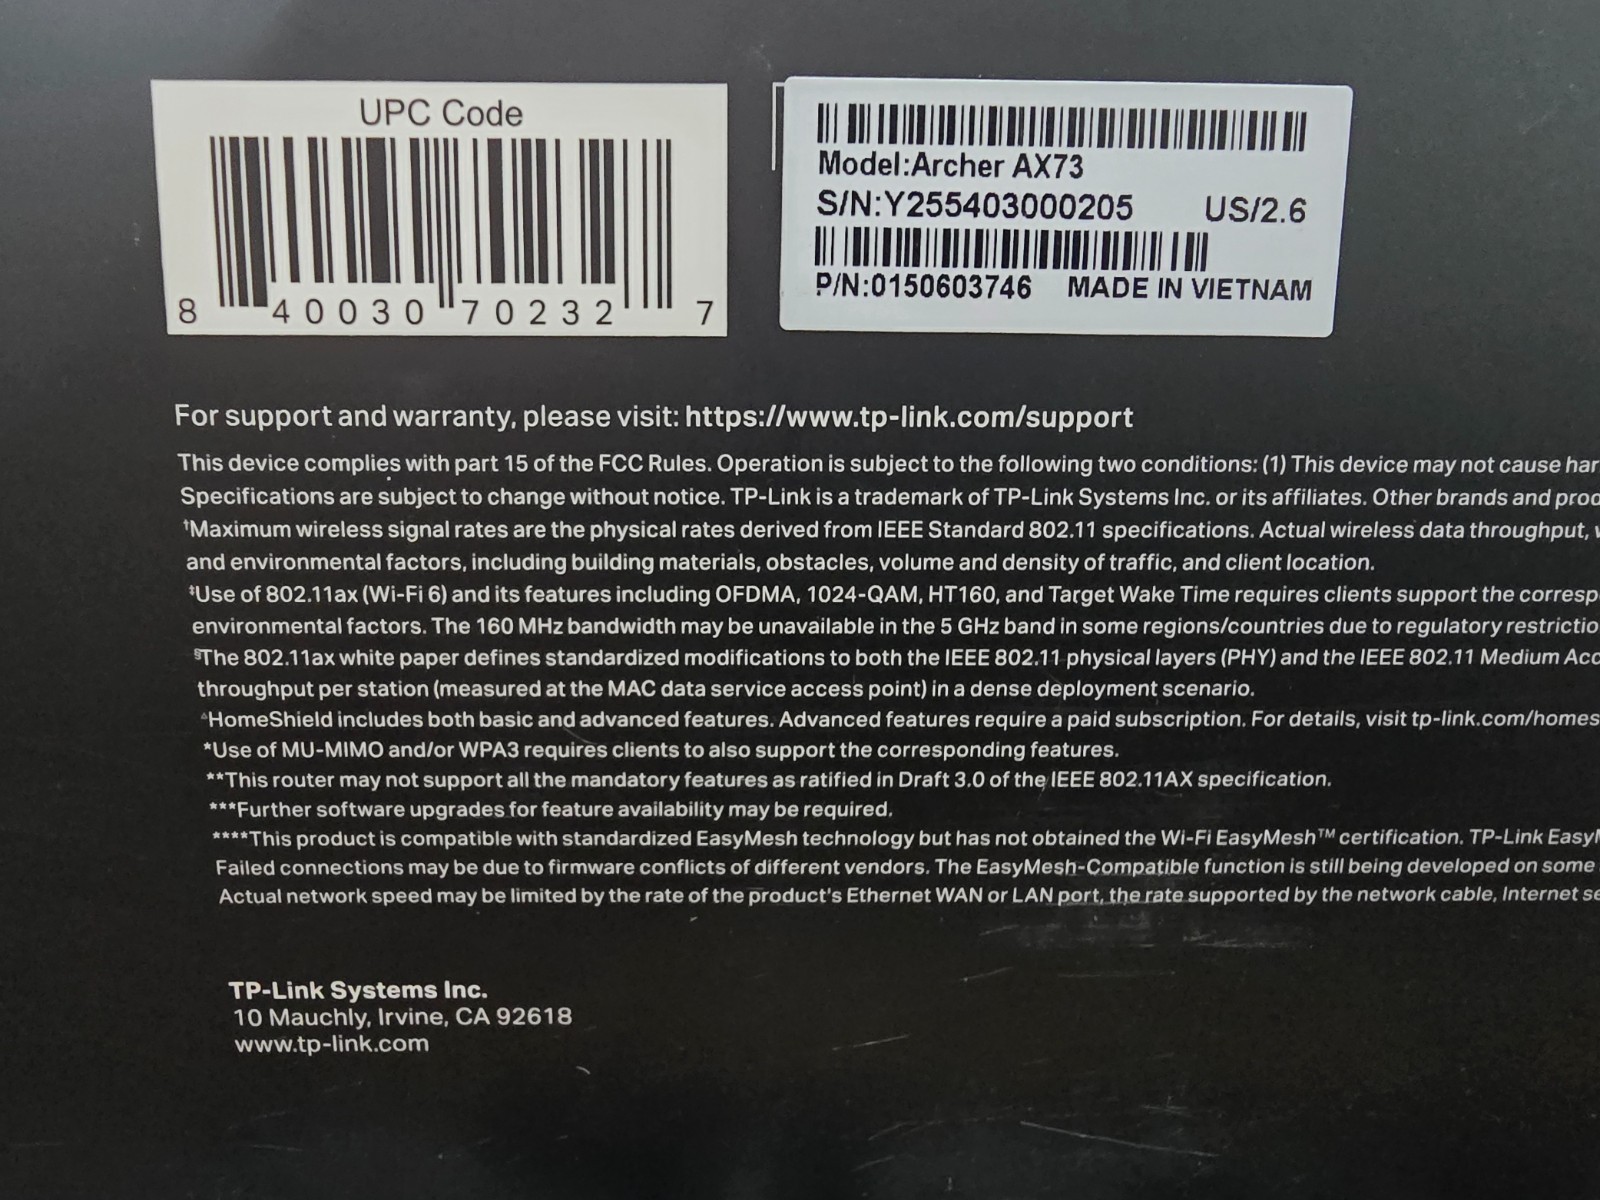 UPC Code
8 40030 70232 7
Model:Archer AX73
S/N:Y255403000205 US/2.6
P/N:0150603746 MADE IN VIETNAM
For support and warranty, please visit: https://www.tp-link.com/support
This device complies with part 15 of the FCC Rules. Operation is subject to the following two conditions: (1) This device may not cause har
Specifications are subject to change without notice. TP-Link is a trademark of TP-Link Systems Inc. or its affiliates. Other brands and prod
†Maximum wireless signal rates are the physical rates derived from IEEE Standard 802.11 specifications. Actual wireless data throughput,
and environmental factors, including building materials, obstacles, volume and density of traffic, and client location.
‡Use of 802.11ax (Wi-Fi 6) and its features including OFDMA, 1024-QAM, HT160, and Target Wake Time requires clients support the corresp
environmental factors. The 160 MHz bandwidth may be unavailable in the 5 GHz band in some regions/countries due to regulatory restrictio
§The 802.11ax white paper defines standardized modifications to both the IEEE 802.11 physical layers (PHY) and the IEEE 802.11 Medium Acc
throughput per station (measured at the MAC data service access point) in a dense deployment scenario.
△HomeShield includes both basic and advanced features. Advanced features require a paid subscription. For details, visit tp-link.com/homes
*Use of MU-MIMO and/or WPA3 requires clients to also support the corresponding features.
**This router may not support all the mandatory features as ratified in Draft 3.0 of the IEEE 802.11AX specification.
***Further software upgrades for feature availability may be required.
****This product is compatible with standardized EasyMesh technology but has not obtained the Wi-Fi EasyMesh™ certification. TP-Link EasyM
Failed connections may be due to firmware conflicts of different vendors. The EasyMesh-Compatible function is still being developed on some
Actual network speed may be limited by the rate of the product's Ethernet WAN or LAN port, the rate supported by the network cable, Internet se
TP-Link Systems Inc.
10 Mauchly, Irvine, CA 92618
www.tp-link.com